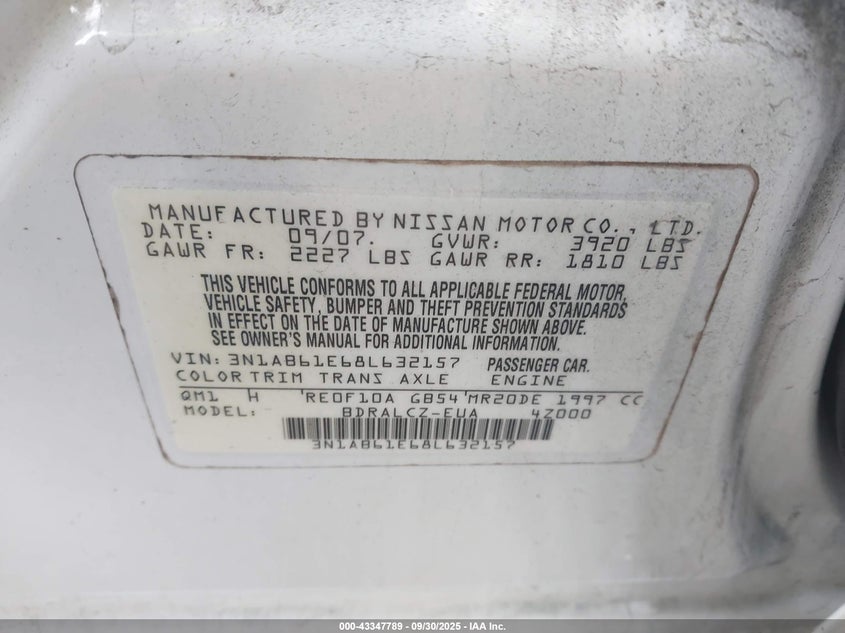 MANUFACTURED BY NISSAN MOTOR CO., LTD.
DATE: 09/07. GVWR: 3920 LBS
GAWR FR: 2227 LBS GAWR RR: 1810 LBS
THIS VEHICLE CONFORMS TO ALL APPLICABLE FEDERAL MOTOR
VEHICLE SAFETY, BUMPER AND THEFT PREVENTION STANDARDS
IN EFFECT ON THE DATE OF MANUFACTURE SHOWN ABOVE.
SEE OWNER'S MANUAL FOR ADDITIONAL INFORMATION.
VIN: 3N1AB61E68L632157 PASSENGER CAR.
COLOR TRIM TRANS AXLE ENGINE
QM1 H 'RE0F10A GB54 'MR20DE 1997 CC
MODEL: BDRALCZ-EUA 4Z000
3N1AB61E68L632157
000-43347789 - 09/30/2025 - IAA Inc.